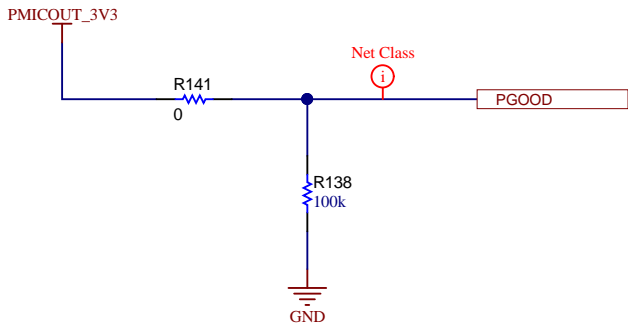 PMICOUT_3V3
Net Class
i
R141
0
PGOOD
R138
100k
GND